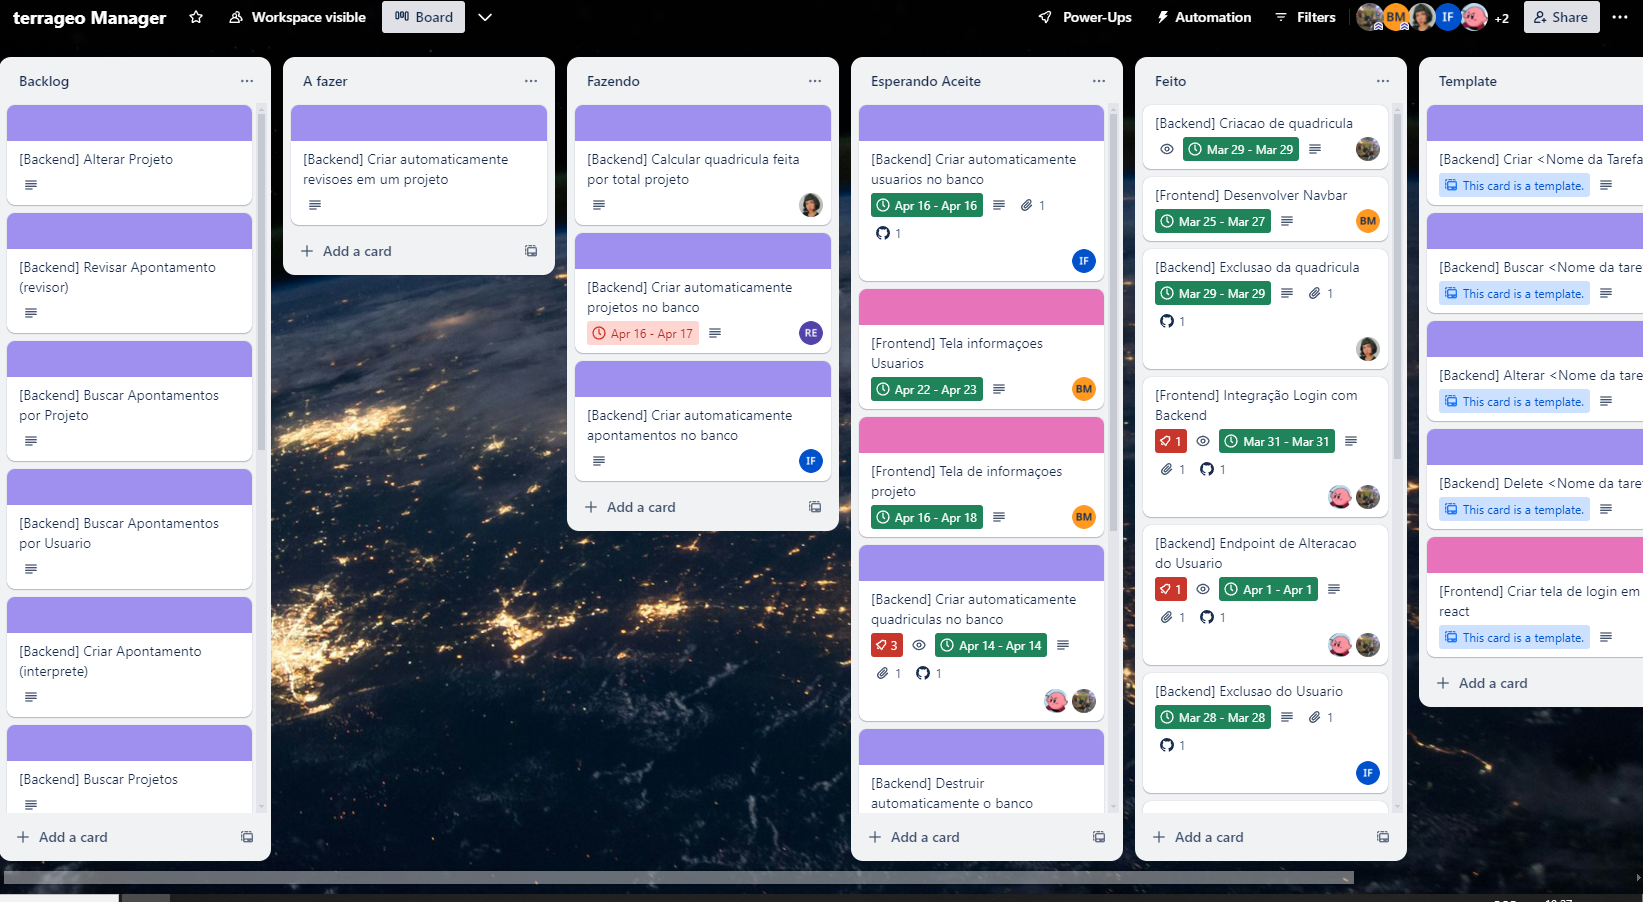 terrageo Manager
Workspace visible
Board
Power-Ups
Automation
Filters
BM
IF
+2
Share
Backlog
[Backend] Alterar Projeto
[Backend] Revisar Apontamento
(revisor)
[Backend] Buscar Apontamentos
por Projeto
[Backend] Buscar Apontamentos
por Usuario
[Backend] Criar Apontamento
(interprete)
[Backend] Buscar Projetos
Add a card
A fazer
[Backend] Criar automaticamente
revisoes em um projeto
Add a card
Fazendo
[Backend] Calcular quadricula feita
por total projeto
[Backend] Criar automaticamente
projetos no banco
Apr 16 - Apr 17
RE
[Backend] Criar automaticamente
apontamentos no banco
IF
Add a card
Esperando Aceite
[Backend] Criar automaticamente
usuarios no banco
Apr 16 - Apr 16
1
1
IF
[Frontend] Tela informaçoes
Usuarios
Apr 22 - Apr 23
BM
[Frontend] Tela de informaçoes
projeto
Apr 16 - Apr 18
BM
[Backend] Criar automaticamente
quadriculas no banco
3
Apr 14 - Apr 14
1
1
[Backend] Destruir
automaticamente o banco
Add a card
Feito
[Backend] Criacao de quadricula
Mar 29 - Mar 29
[Frontend] Desenvolver Navbar
Mar 25 - Mar 27
BM
[Backend] Exclusao da quadricula
Mar 29 - Mar 29
1
1
[Frontend] Integração Login com
Backend
1
Mar 31 - Mar 31
1
1
[Backend] Endpoint de Alteracao
do Usuario
1
Apr 1 - Apr 1
1
1
[Backend] Exclusao do Usuario
Mar 28 - Mar 28
1
1
IF
Add a card
Template
[Backend] Criar <Nome da Tarefa
This card is a template.
[Backend] Buscar <Nome da tare
This card is a template.
[Backend] Alterar <Nome da tare
This card is a template.
[Backend] Delete <Nome da tare
This card is a template.
[Frontend] Criar tela de login em
react
This card is a template.
Add a card